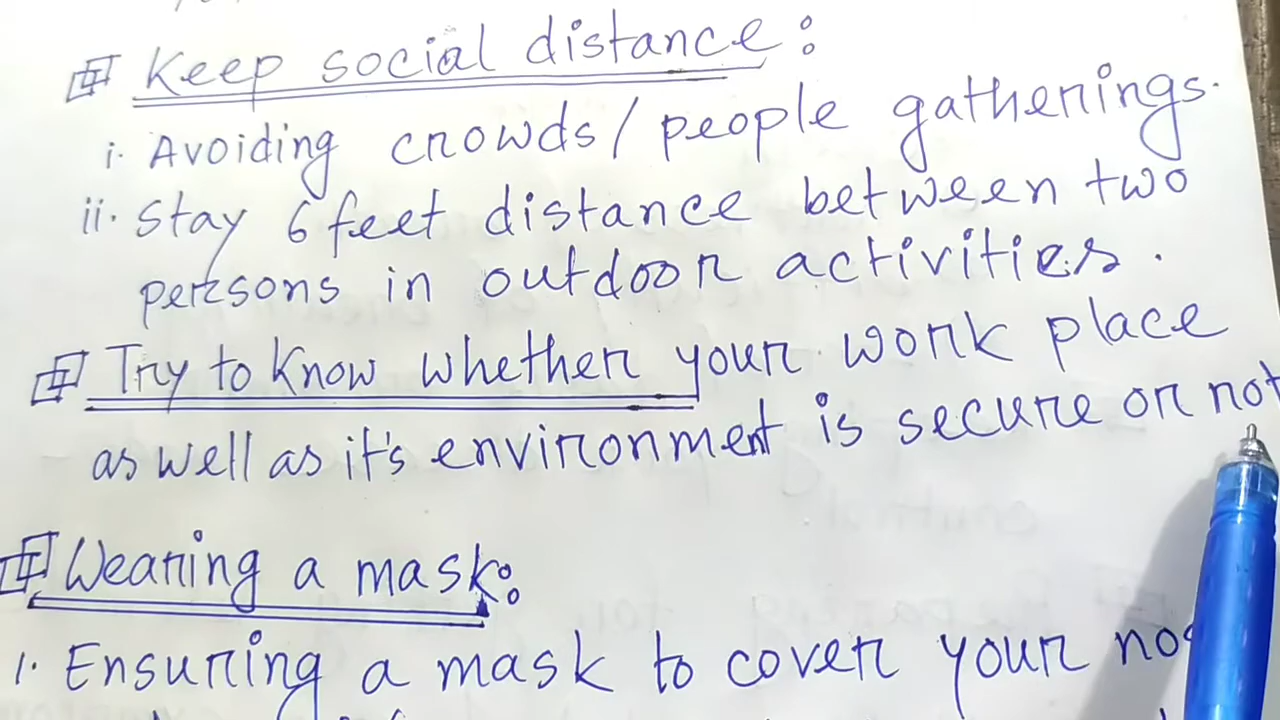 Keep social distance:
i. Avoiding crowds/people gatherings.
ii. Stay 6 feet distance between two
persons in outdoor activities.
Try to know whether your work place
as well as it's environment is secure or not
Wearing a mask:
1. Ensuring a mask to cover your